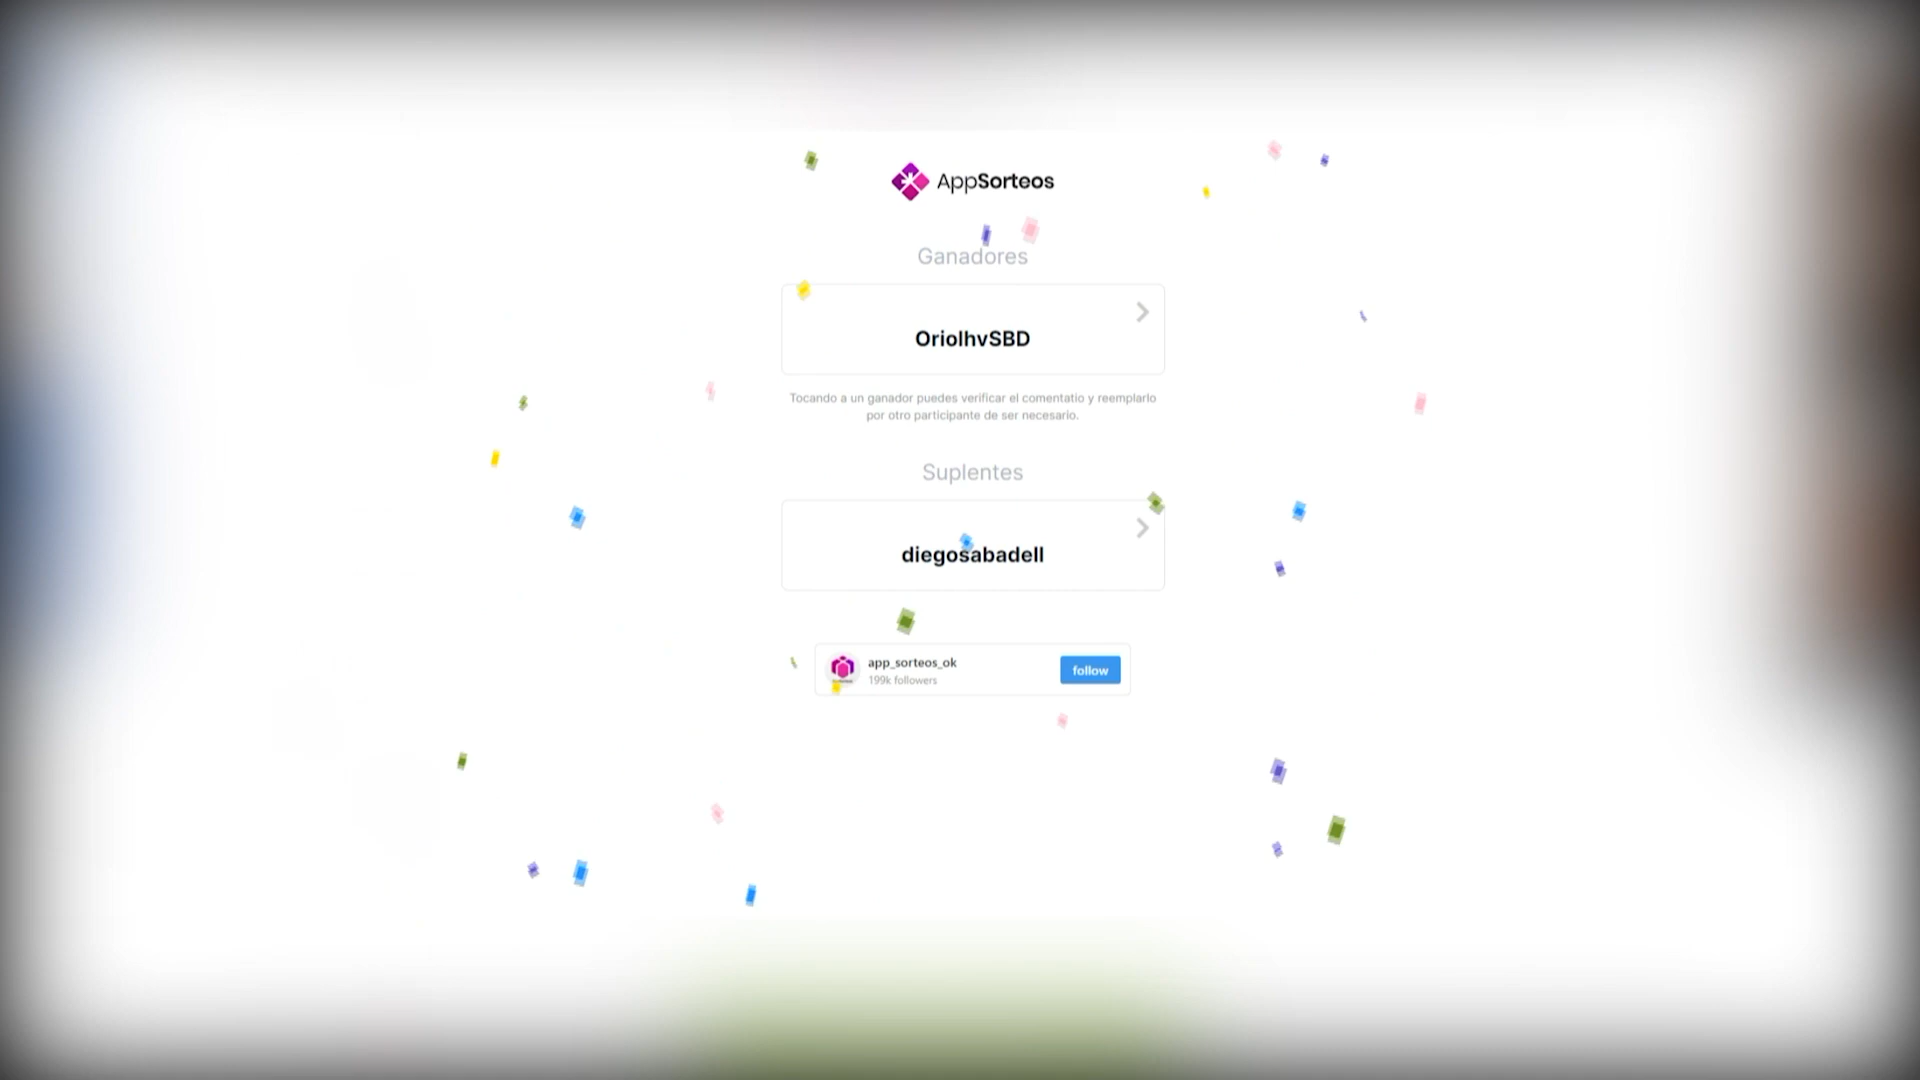 AppSorteos
Ganadores
OriolhvSBD
Tocando a un ganador puedes verificar el comentatio y reemplarlo
por otro participante de ser necesario.
Suplentes
diegosabadell
app_sorteos_ok
199k followers
follow